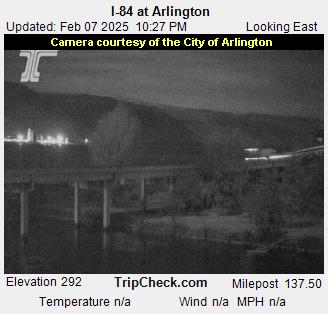 I-84 at Arlington
Updated: Feb 07 2025 10:27 PM Looking East
Camera courtesy of the City of Arlington
Elevation 292 TripCheck.com Milepost 137.50
Temperature n/a Wind n/a MPH n/a